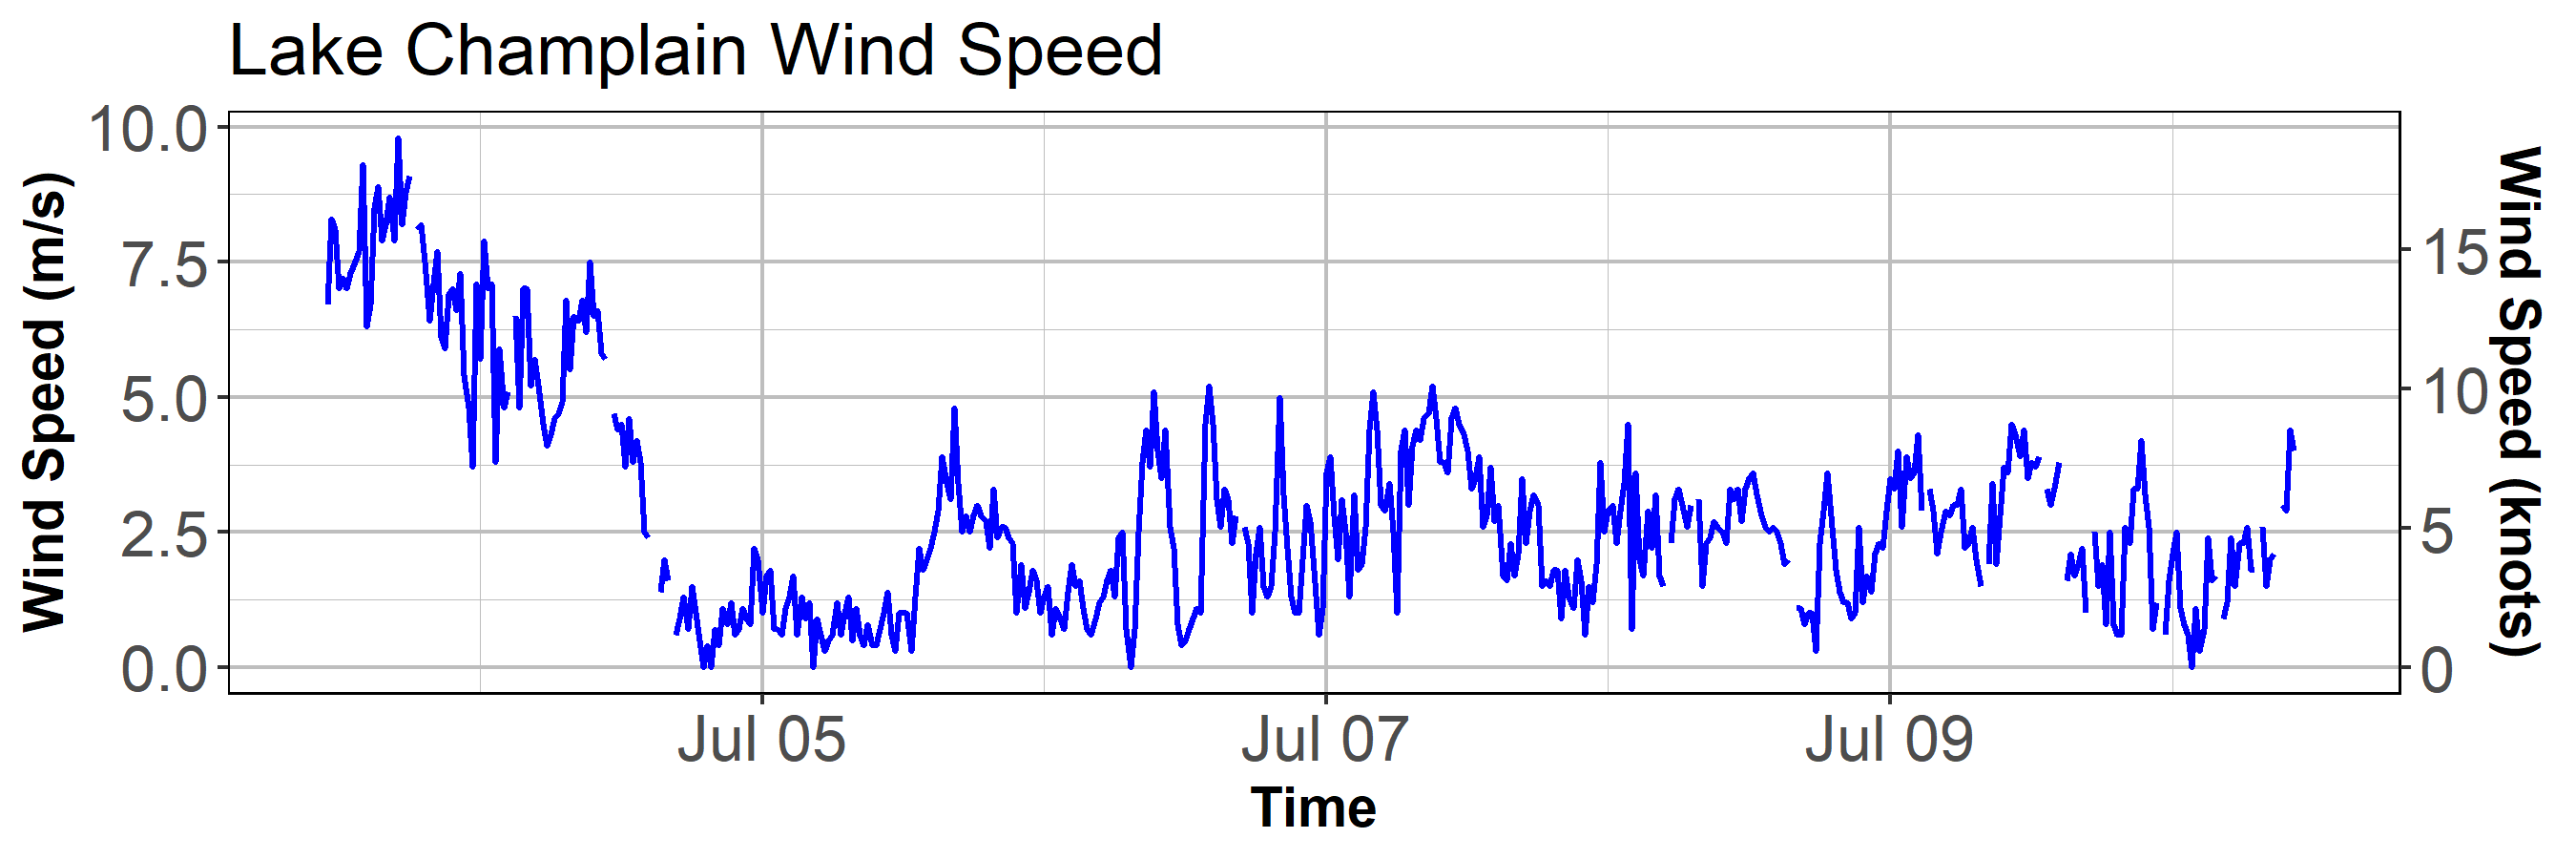 Lake Champlain Wind Speed
Wind Speed (m/s)
10.0
7.5
5.0
2.5
0.0
15
10
5
0
Wind Speed (knots)
Jul 05
Jul 07
Jul 09
Time